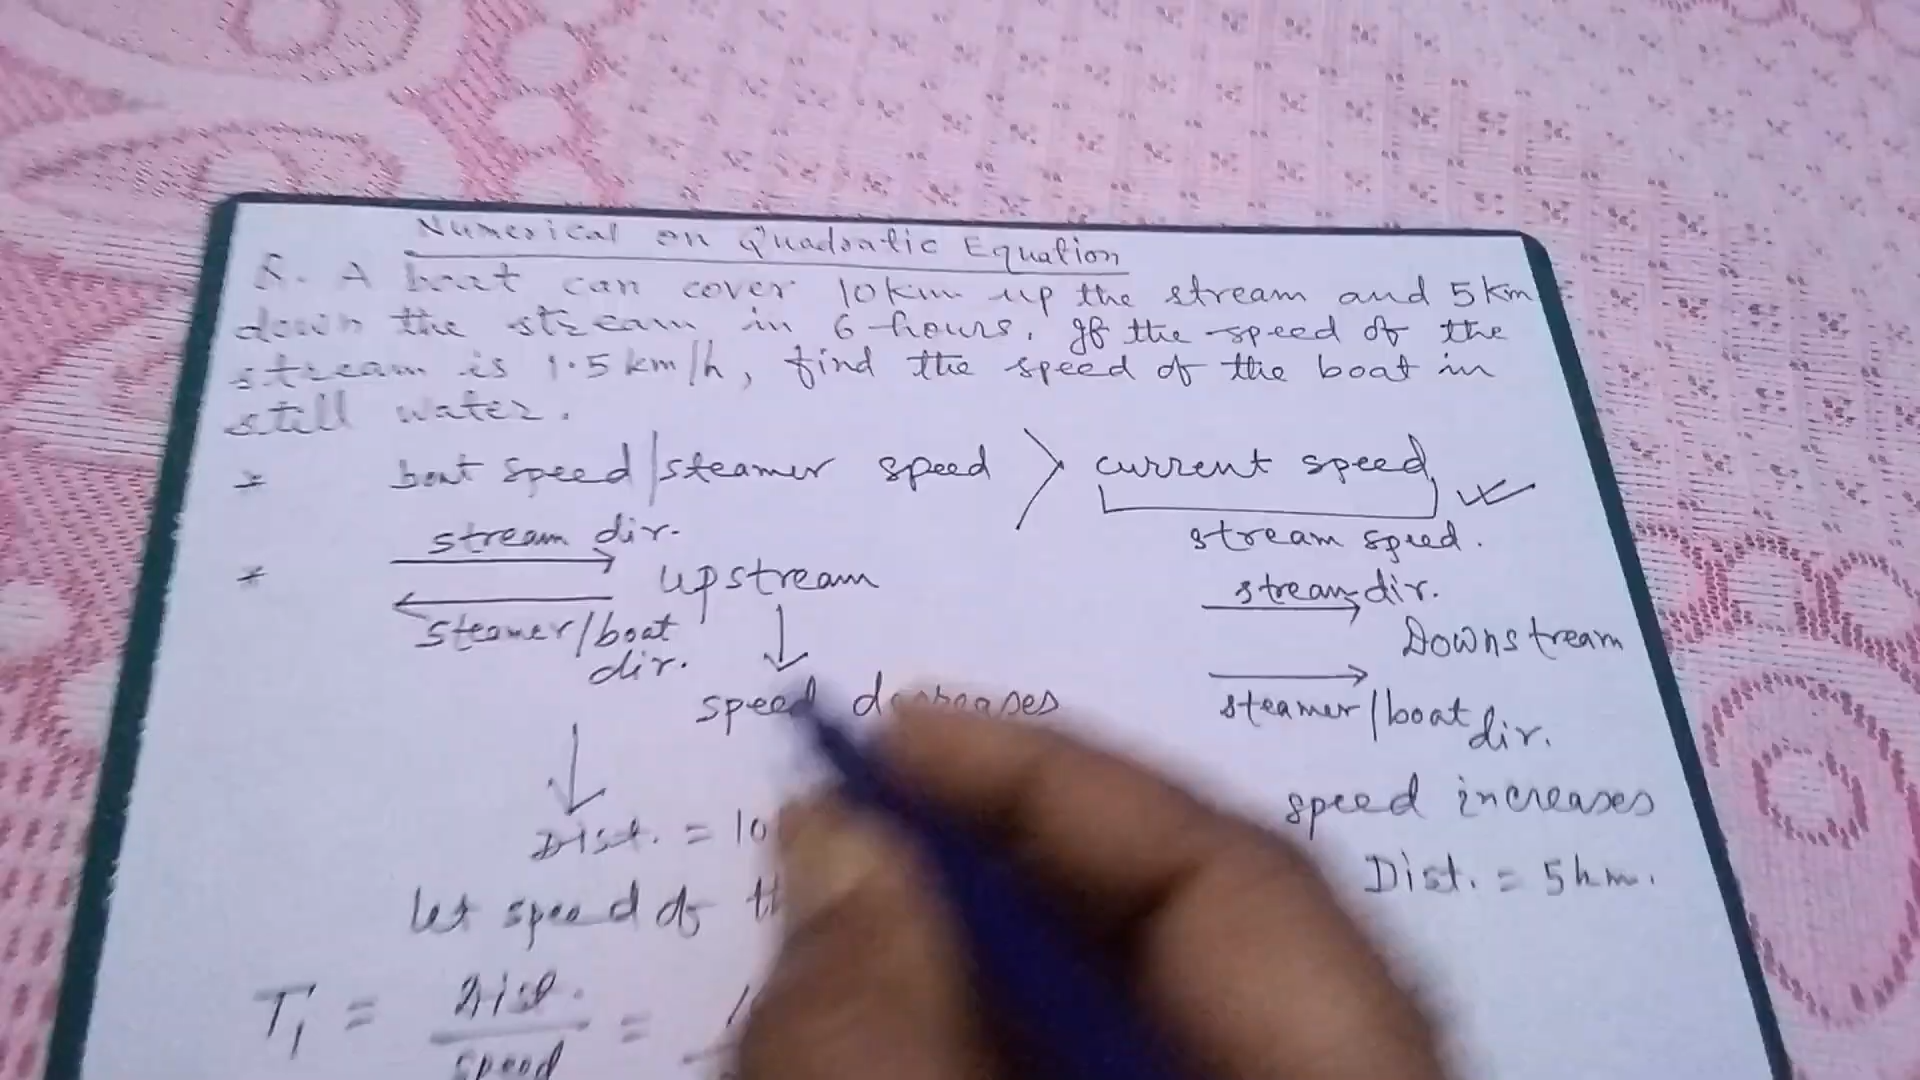 Numerical on Quadratic Equation
Q. A boat can cover 10km up the stream and 5km
down the stream in 6 hours. If the speed of the
stream is 1.5 km/h, find the speed of the boat in
still water.
* boat speed/steamer speed > current speed
stream speed.
stream dir.
* upstream
steamer/boat
dir.
speed decreases
stream dir.
Downstream
steamer/boat
dir.
speed increases
Dist. = 5km.
Dist. = 10
Let speed of
T1 = Dist. =
speed